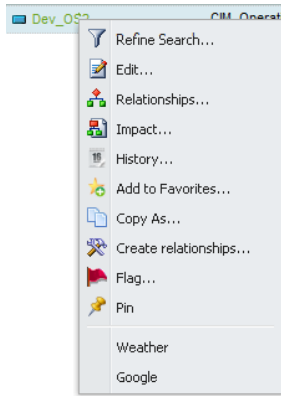 Dev_OS2 CIM_Operat
Refine Search...
Edit...
Relationships...
Impact...
History...
Add to Favorites...
Copy As...
Create relationships...
Flag...
Pin
Weather
Google